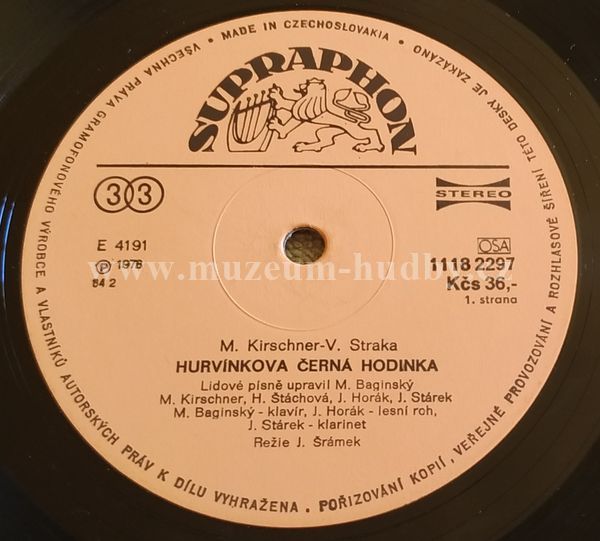 VŠECHNA PRÁVA GRAMOFONOVÉHO VÝROBCE A VLASTNÍKŮ AUTORSKÝCH PRÁV K DÍLU VYHRAŽENA. POŘIZOVÁNÍ KOPIÍ, VEŘEJNÉ PROVOZOVÁNÍ A ROZHLASOVÉ ŠÍŘENÍ TÉTO DESKY JE ZAKÁZÁNO • MADE IN CZECHOSLOVAKIA •
SUPRAPHON
33
STEREO
E 4191
OSA
Ⓟ 1978
1118 2297
84 2
Kčs 36,-
1. strana
www.muzeum-hudby.cz
M. Kirschner-V. Straka
HURVÍNKOVA ČERNÁ HODINKA
Lidové písně upravil M. Baginský
M. Kirschner, H. Štáchová, J. Horák, J. Stárek
M. Baginský - klavír, J. Horák - lesní roh,
J. Stárek - klarinet
Režie J. Šrámek